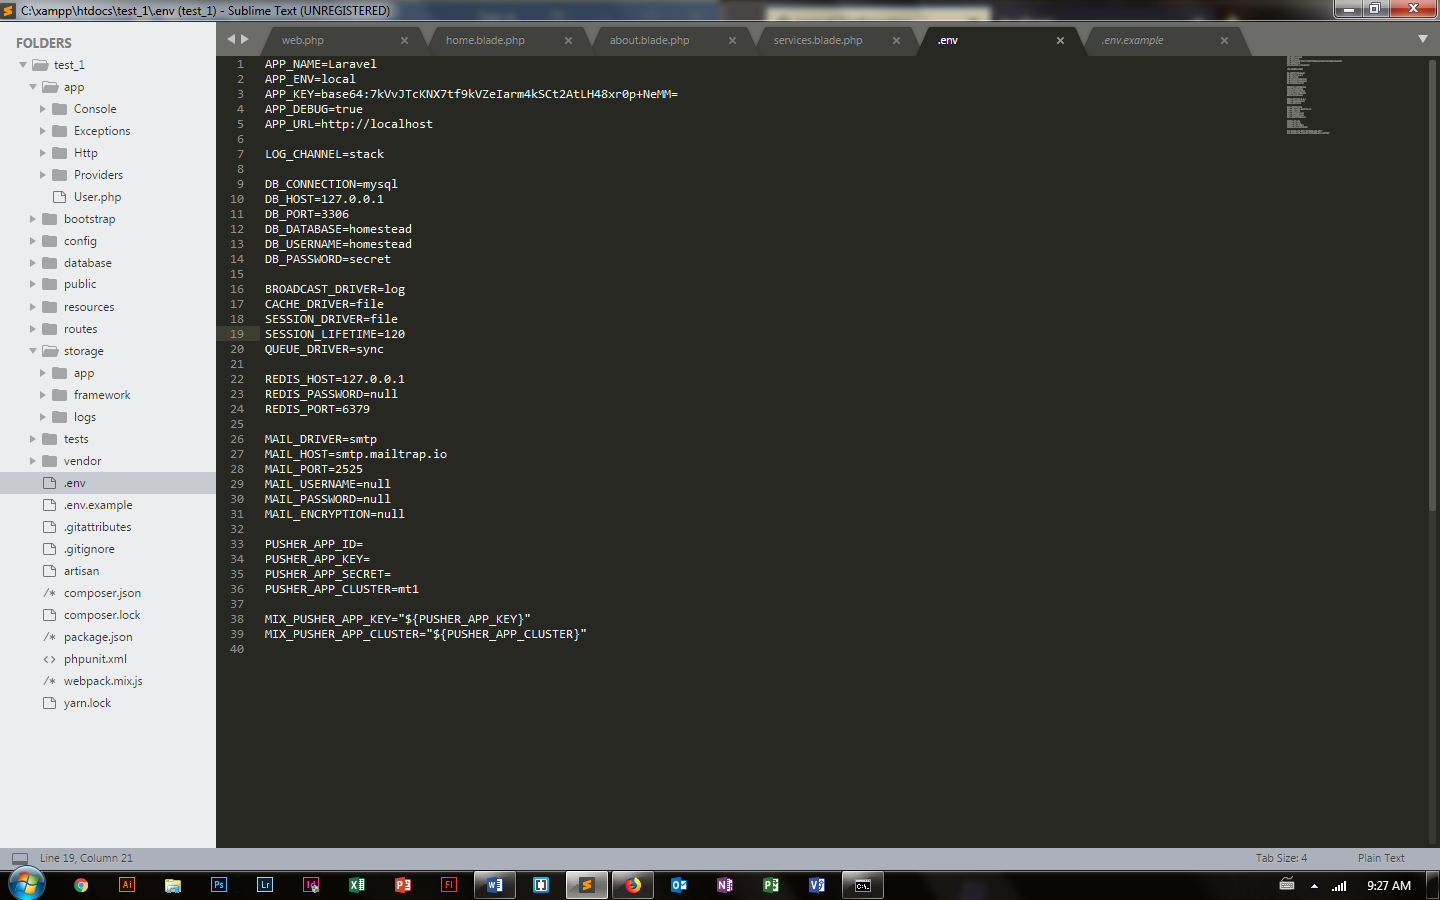 C:\xampp\htdocs\test_1\.env (test_1) - Sublime Text (UNREGISTERED)
FOLDERS
test_1
app
Console
Exceptions
Http
Providers
User.php
bootstrap
config
database
public
resources
routes
storage
app
framework
logs
tests
vendor
.env
.env.example
.gitattributes
.gitignore
artisan
/* composer.json
composer.lock
/* package.json
<> phpunit.xml
/* webpack.mix.js
yarn.lock
web.php
home.blade.php
about.blade.php
services.blade.php
.env
.env.example
1 APP_NAME=Laravel
2 APP_ENV=local
3 APP_KEY=base64:7kVvJTcKNX7tf9kVZeIarm4kSCt2AtLH48xr0p+NeMM=
4 APP_DEBUG=true
5 APP_URL=http://localhost
6
7 LOG_CHANNEL=stack
8
9 DB_CONNECTION=mysql
10 DB_HOST=127.0.0.1
11 DB_PORT=3306
12 DB_DATABASE=homestead
13 DB_USERNAME=homestead
14 DB_PASSWORD=secret
15
16 BROADCAST_DRIVER=log
17 CACHE_DRIVER=file
18 SESSION_DRIVER=file
19 SESSION_LIFETIME=120
20 QUEUE_DRIVER=sync
21
22 REDIS_HOST=127.0.0.1
23 REDIS_PASSWORD=null
24 REDIS_PORT=6379
25
26 MAIL_DRIVER=smtp
27 MAIL_HOST=smtp.mailtrap.io
28 MAIL_PORT=2525
29 MAIL_USERNAME=null
30 MAIL_PASSWORD=null
31 MAIL_ENCRYPTION=null
32
33 PUSHER_APP_ID=
34 PUSHER_APP_KEY=
35 PUSHER_APP_SECRET=
36 PUSHER_APP_CLUSTER=mt1
37
38 MIX_PUSHER_APP_KEY="${PUSHER_APP_KEY}"
39 MIX_PUSHER_APP_CLUSTER="${PUSHER_APP_CLUSTER}"
40
Line 19, Column 21
Tab Size: 4
Plain Text
Ai
Ps
Lr
Id
Fl
9:27 AM